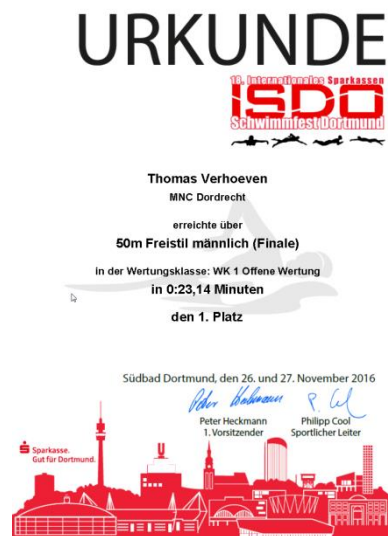 URKUNDE
18. Internationales Sparkassen
ISDO
Schwimmfest Dortmund
Thomas Verhoeven
MNC Dordrecht
erreichte über
50m Freistil männlich (Finale)
in der Wertungsklasse: WK 1 Offene Wertung
in 0:23,14 Minuten
den 1. Platz
Südbad Dortmund, den 26. und 27. November 2016
Peter Heckmann
1. Vorsitzender
Philipp Cool
Sportlicher Leiter
Sparkasse.
Gut für Dortmund.
U